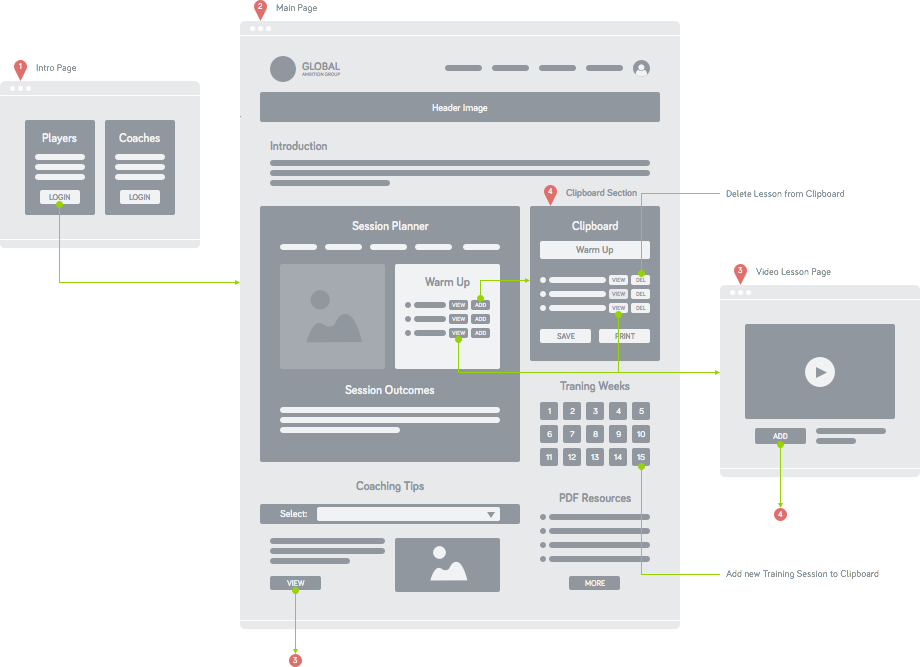 2 Main Page
1 Intro Page
Players
LOGIN
Coaches
LOGIN
GLOBAL
AMBITION GROUP
Header Image
Introduction
4 Clipboard Section
Delete Lesson from Clipboard
Session Planner
Warm Up
VIEW ADD
VIEW ADD
VIEW ADD
Session Outcomes
Clipboard
Warm Up
VIEW DEL
VIEW DEL
VIEW DEL
SAVE PRINT
3 Video Lesson Page
ADD
4
Traning Weeks
1 2 3 4 5
6 7 8 9 10
11 12 13 14 15
Coaching Tips
Select:
VIEW
3
PDF Resources
MORE
Add new Training Session to Clipboard